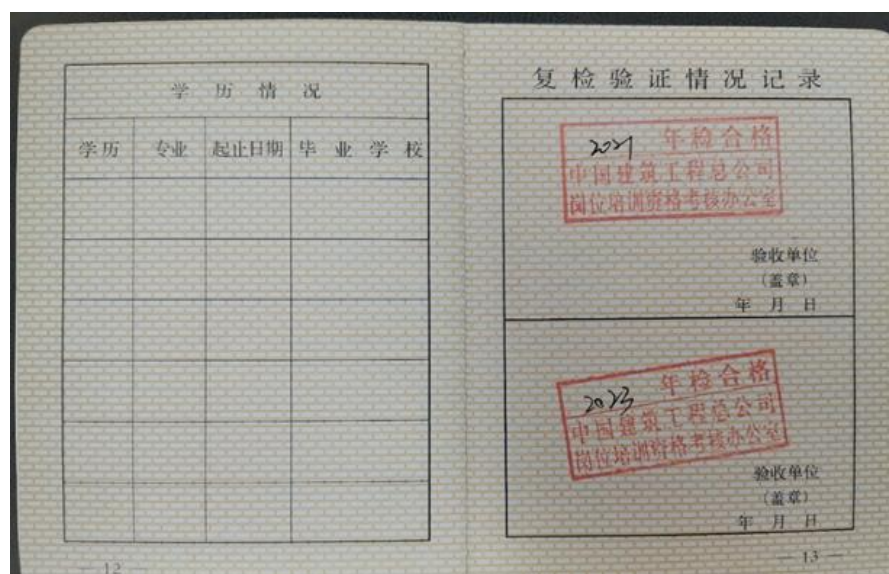 学历情况
学历 专业 起止日期 毕业学校
— 12 —
复检验证情况记录
2021 年检合格
中国建筑工程总公司
岗位培训资格考核办公室
验收单位
（盖章）
年 月 日
2023 年检合格
中国建筑工程总公司
岗位培训资格考核办公室
验收单位
（盖章）
年 月 日
— 13 —